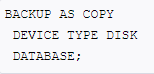 BACKUP AS COPY
DEVICE TYPE DISK
DATABASE;